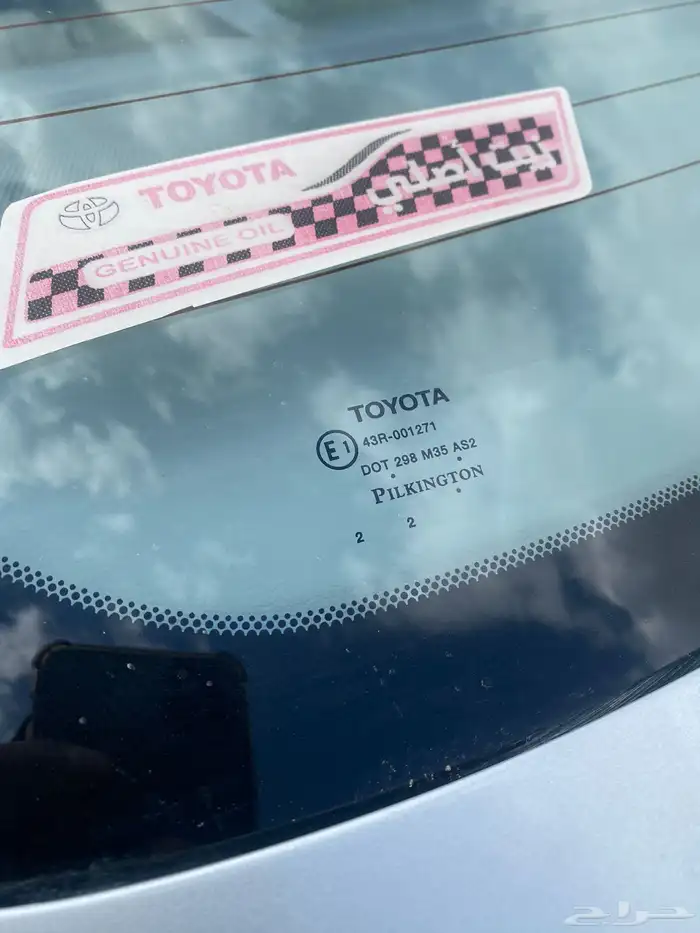 TOYOTA
زيت أصلي
GENUINE OIL
TOYOTA
E1 43R-001271
DOT 298 M35 AS2
PILKINGTON
2 2
حراج